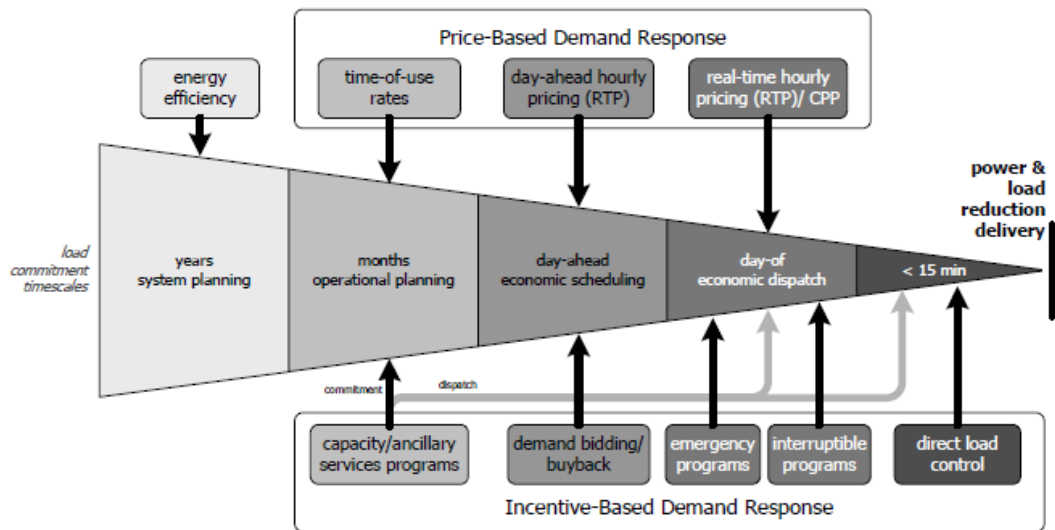 Price-Based Demand Response
energy
efficiency
time-of-use
rates
day-ahead hourly
pricing (RTP)
real-time hourly
pricing (RTP)/ CPP
power &
load
reduction
delivery
load
commitment
timescales
years
system planning
months
operational planning
day-ahead
economic scheduling
day-of
economic dispatch
< 15 min
commitment
dispatch
capacity/ancillary
services programs
demand bidding/
buyback
emergency
programs
interruptible
programs
direct load
control
Incentive-Based Demand Response